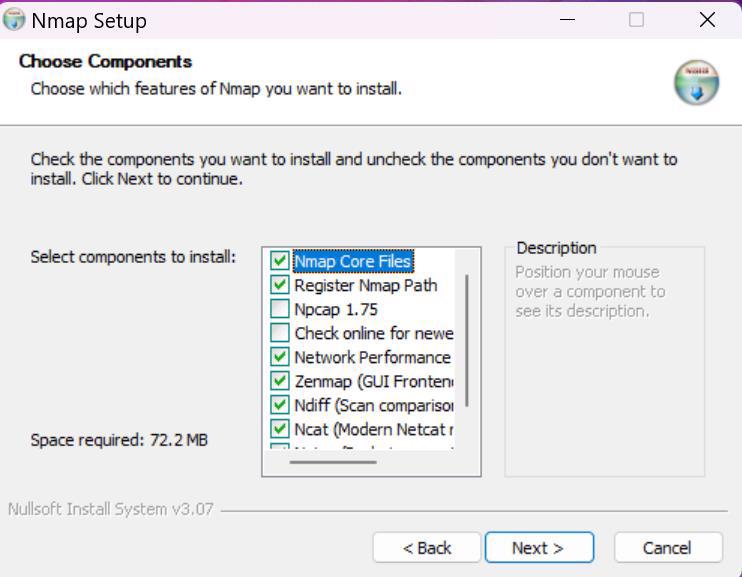 Nmap Setup
Choose Components
Choose which features of Nmap you want to install.
Check the components you want to install and uncheck the components you don't want to
install. Click Next to continue.
Select components to install:
Nmap Core Files
Register Nmap Path
Npcap 1.75
Check online for newe
Network Performance
Zenmap (GUI Fronten
Ndiff (Scan compariso
Ncat (Modern Netcat r
Description
Position your mouse
over a component to
see its description.
Space required: 72.2 MB
Nullsoft Install System v3.07
< Back
Next >
Cancel